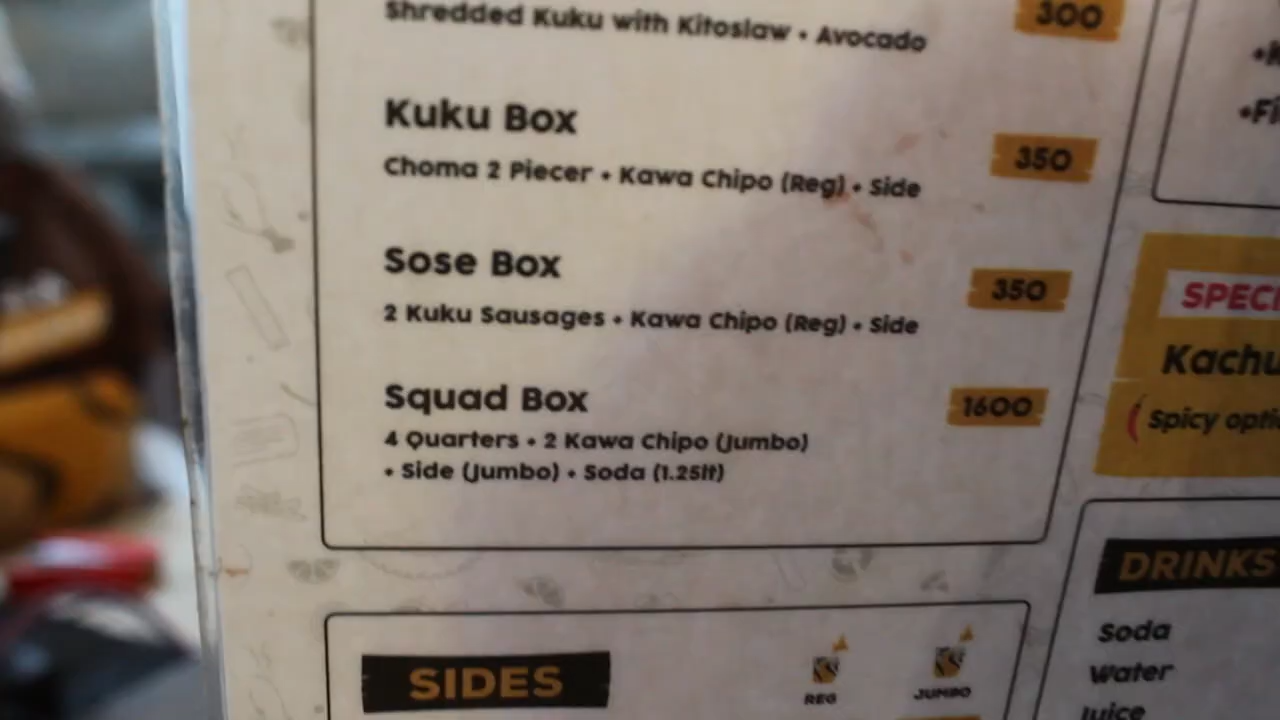 Shredded Kuku with Kitoslaw • Avocado
300
Kuku Box
Choma 2 Piecer • Kawa Chipo (Reg) • Side
350
Sose Box
2 Kuku Sausages • Kawa Chipo (Reg) • Side
350
Squad Box
4 Quarters • 2 Kawa Chipo (Jumbo)
• Side (Jumbo) • Soda (1.25lt)
1600
SIDES
REG
JUMBO
Spicy
DRINKS
Soda
Water
Juice